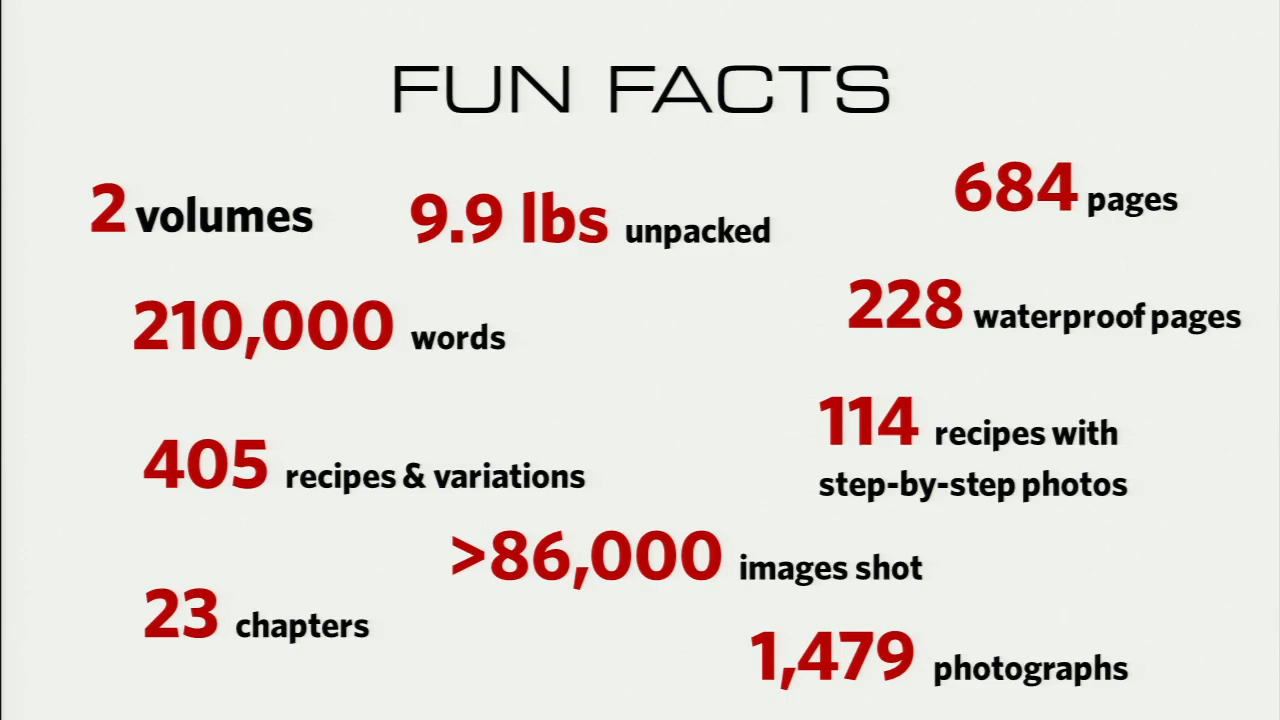 FUN FACTS
2 volumes
9.9 lbs unpacked
684 pages
210,000 words
228 waterproof pages
405 recipes & variations
114 recipes with
step-by-step photos
>86,000 images shot
23 chapters
1,479 photographs